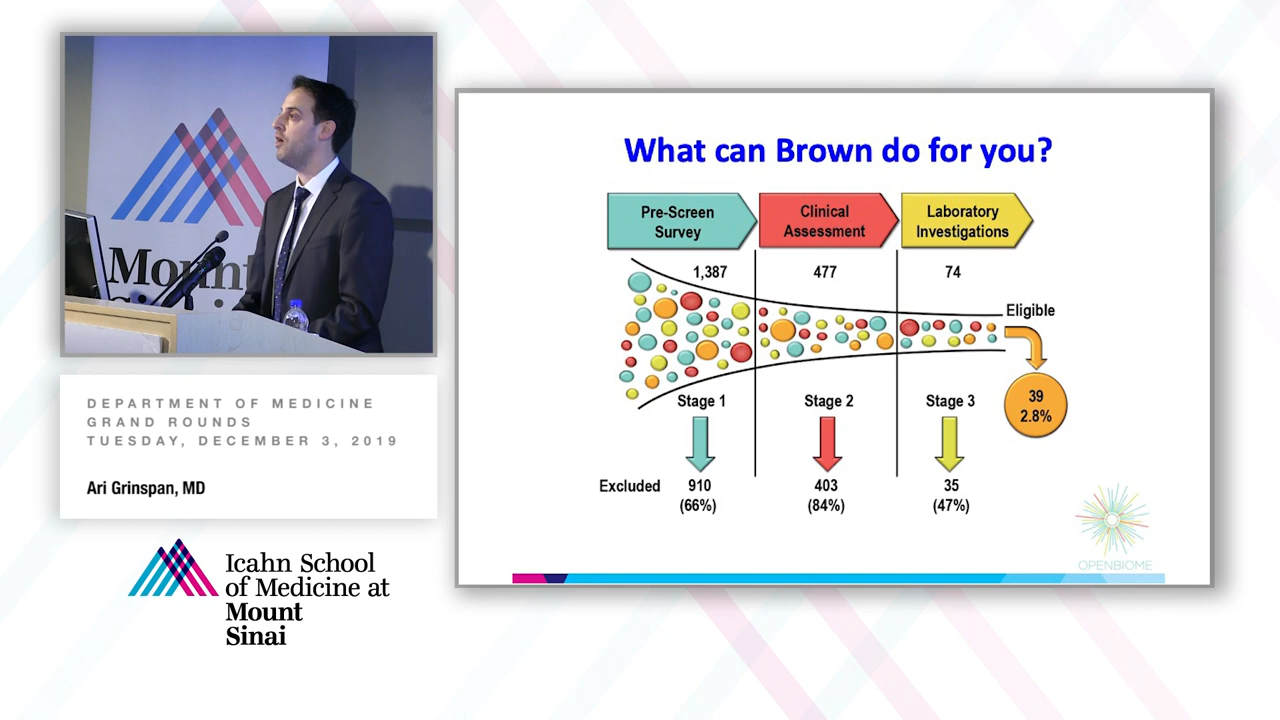 Mount
Sinai
DEPARTMENT OF MEDICINE
GRAND ROUNDS
TUESDAY, DECEMBER 3, 2019
Ari Grinspan, MD
Icahn School
of Medicine at
Mount
Sinai
What can Brown do for you?
Pre-Screen
Survey
Clinical
Assessment
Laboratory
Investigations
1,387
477
74
Eligible
39
2.8%
Stage 1
Stage 2
Stage 3
Excluded
910
(66%)
403
(84%)
35
(47%)
OPENBIOME